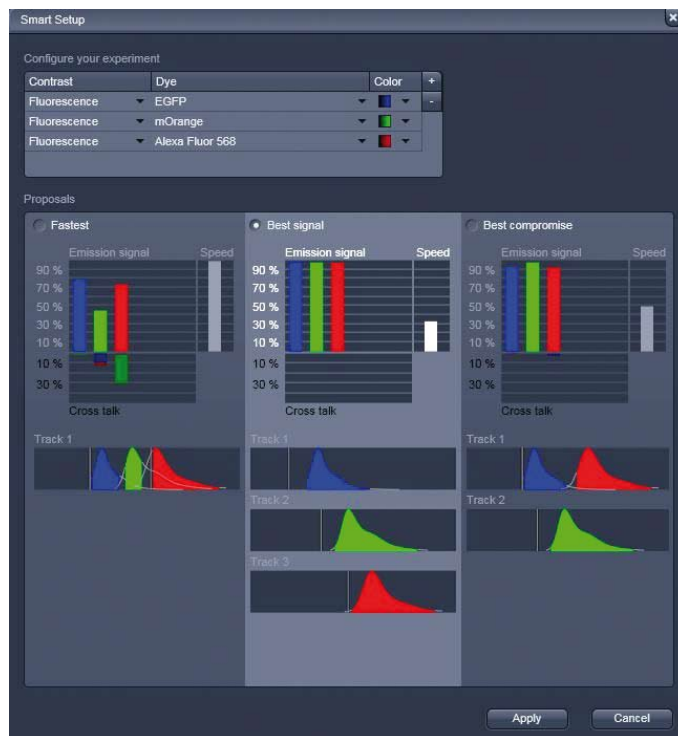 Smart Setup
Configure your experiment
Contrast Dye Color + 
Fluorescence EGFP -
Fluorescence mOrange
Fluorescence Alexa Fluor 568
Proposals
Fastest Best signal Best compromise
Emission signal Speed Emission signal Speed Emission signal Speed
90 % 90 % 90 %
70 % 70 % 70 %
50 % 50 % 50 %
30 % 30 % 30 %
10 % 10 % 10 %
10 % 10 % 10 %
30 % 30 % 30 %
Cross talk Cross talk Cross talk
Track 1 Track 1 Track 1
Track 2 Track 2
Track 3
Apply Cancel